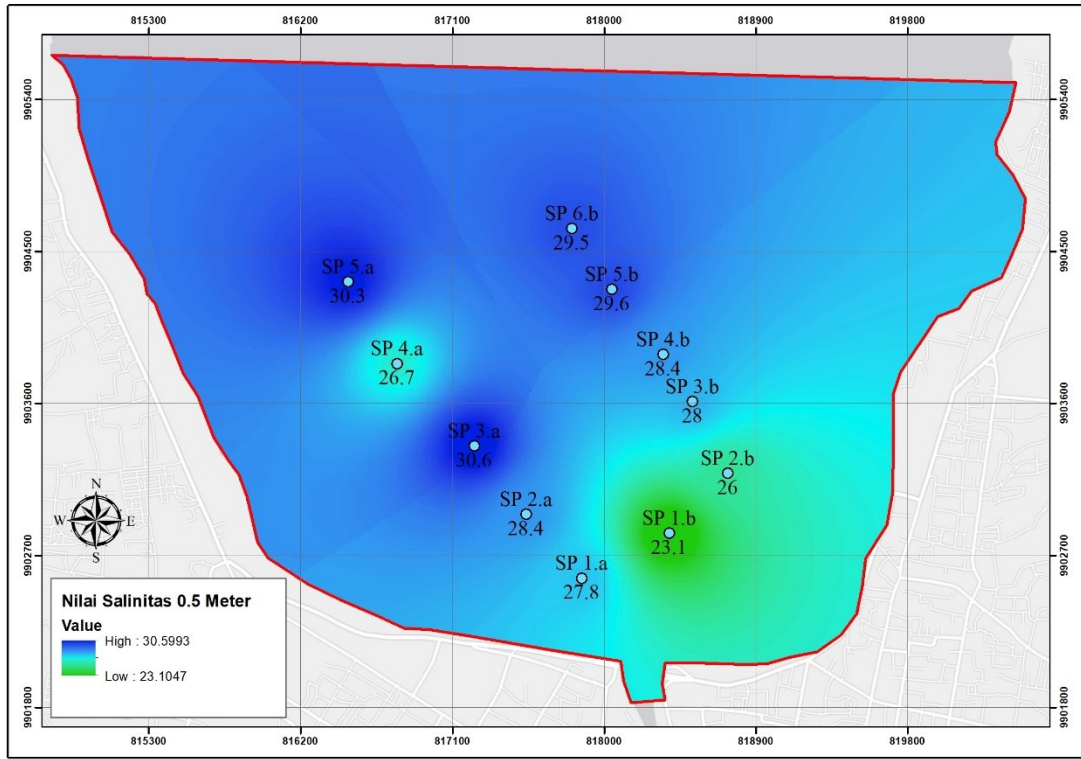 815300 816200 817100 818000 818900 819800
9905400 9905400
SP 6.b
29.5
9904500 9904500
SP 5.a
30.3
SP 5.b
29.6
SP 4.a
26.7
SP 4.b
28.4
SP 3.b
28
9903600 9903600
SP 3.a
30.6
SP 2.b
26
SP 2.a
28.4
SP 1.b
23.1
N
W E
S
9902700 9902700
SP 1.a
27.8
Nilai Salinitas 0.5 Meter
Value
High : 30.5993
Low : 23.1047
9901800 9901800
815300 816200 817100 818000 818900 819800